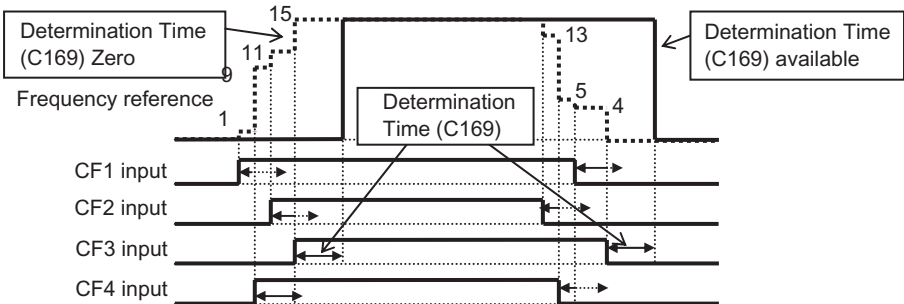 Determination Time
(C169) Zero
15
13
Determination Time
(C169) available
11
9
Frequency reference
1
Determination
Time (C169)
5
4
CF1 input
CF2 input
CF3 input
CF4 input